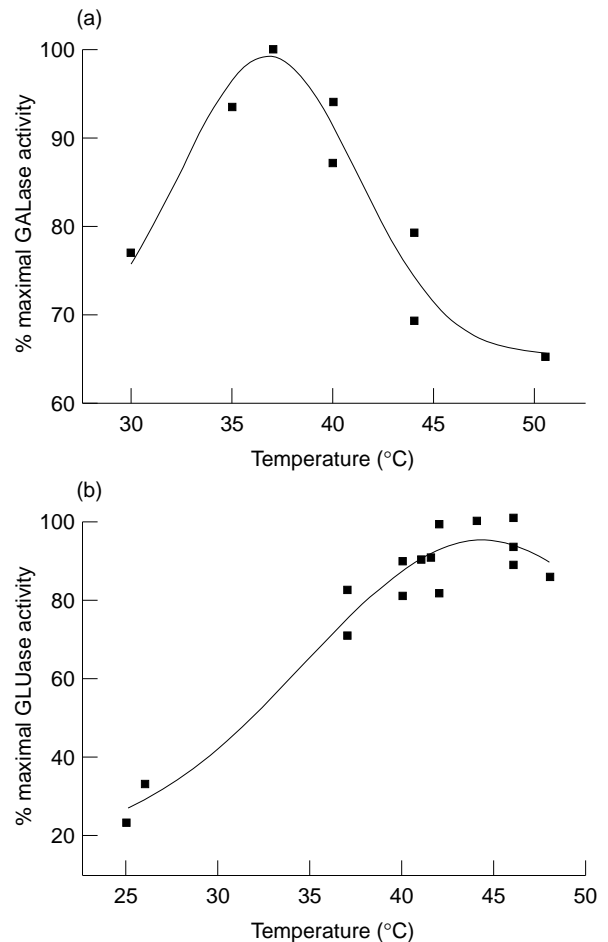 (a)
% maximal GALase activity
100
90
80
70
60
30 35 40 45 50
Temperature (°C)
(b)
% maximal GLUase activity
100
80
60
40
20
25 30 35 40 45 50
Temperature (°C)